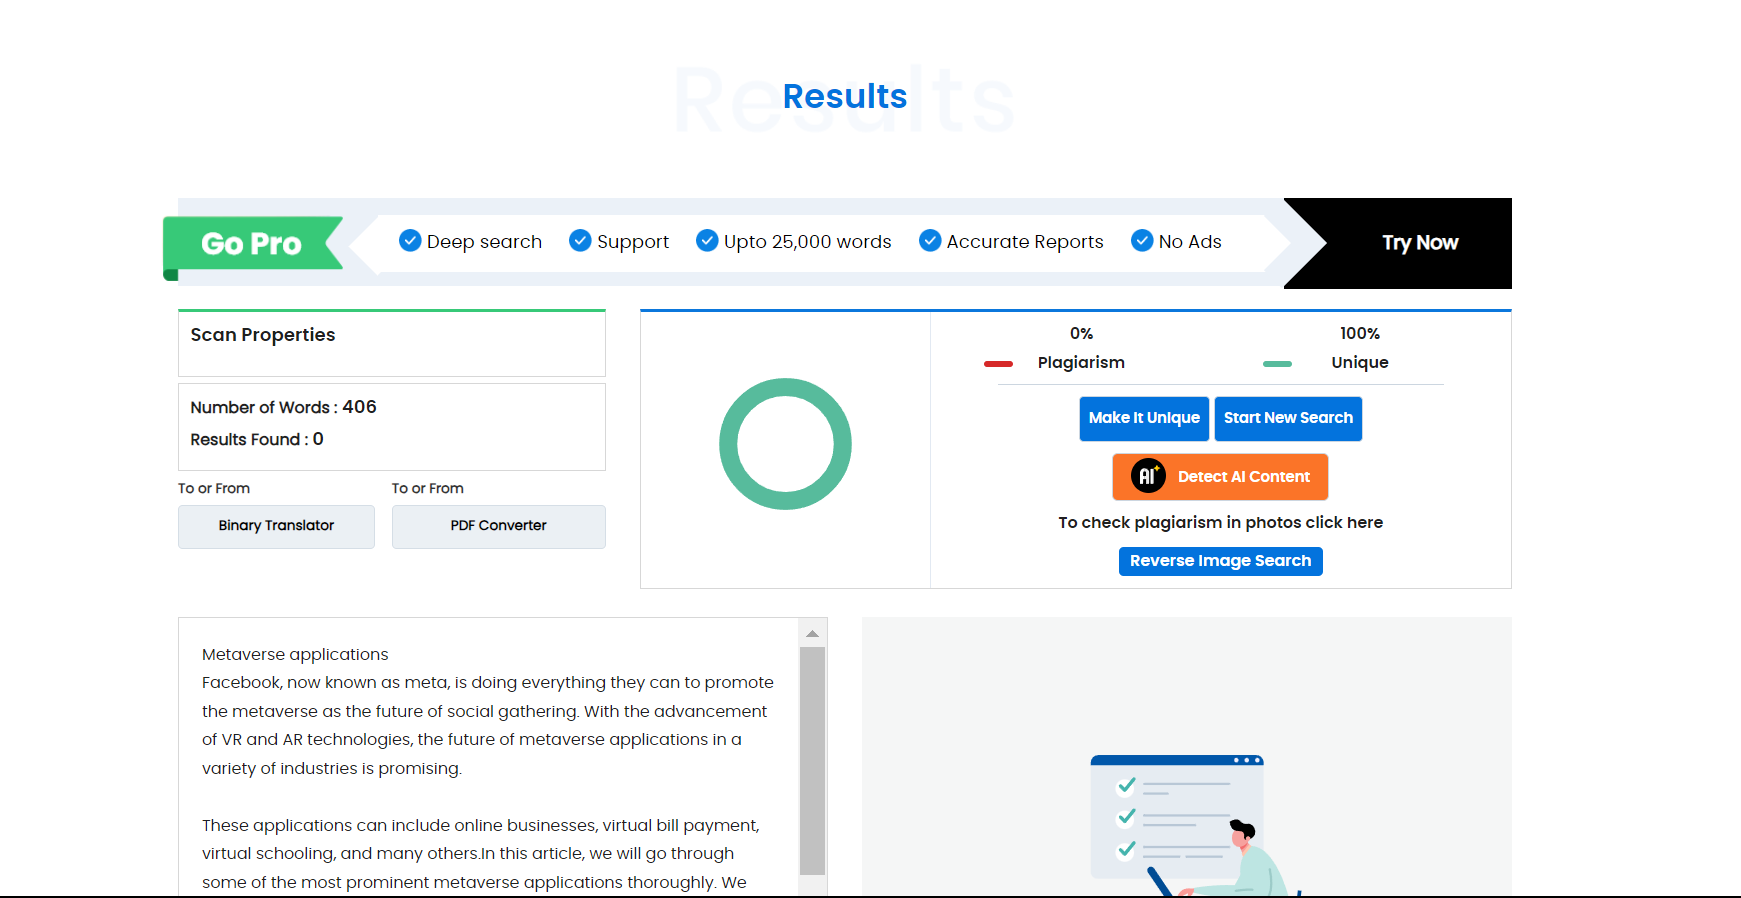 Results
Results
Go Pro
Deep search
Support
Upto 25,000 words
Accurate Reports
No Ads
Try Now
Scan Properties
Number of Words : 406
Results Found : 0
To or From
To or From
Binary Translator
PDF Converter
0%
100%
Plagiarism
Unique
Make It Unique
Start New Search
AI
Detect AI Content
To check plagiarism in photos click here
Reverse Image Search
Metaverse applications
Facebook, now known as meta, is doing everything they can to promote
the metaverse as the future of social gathering. With the advancement
of VR and AR technologies, the future of metaverse applications in a
variety of industries is promising.
These applications can include online businesses, virtual bill payment,
virtual schooling, and many others.In this article, we will go through
some of the most prominent metaverse applications thoroughly. We